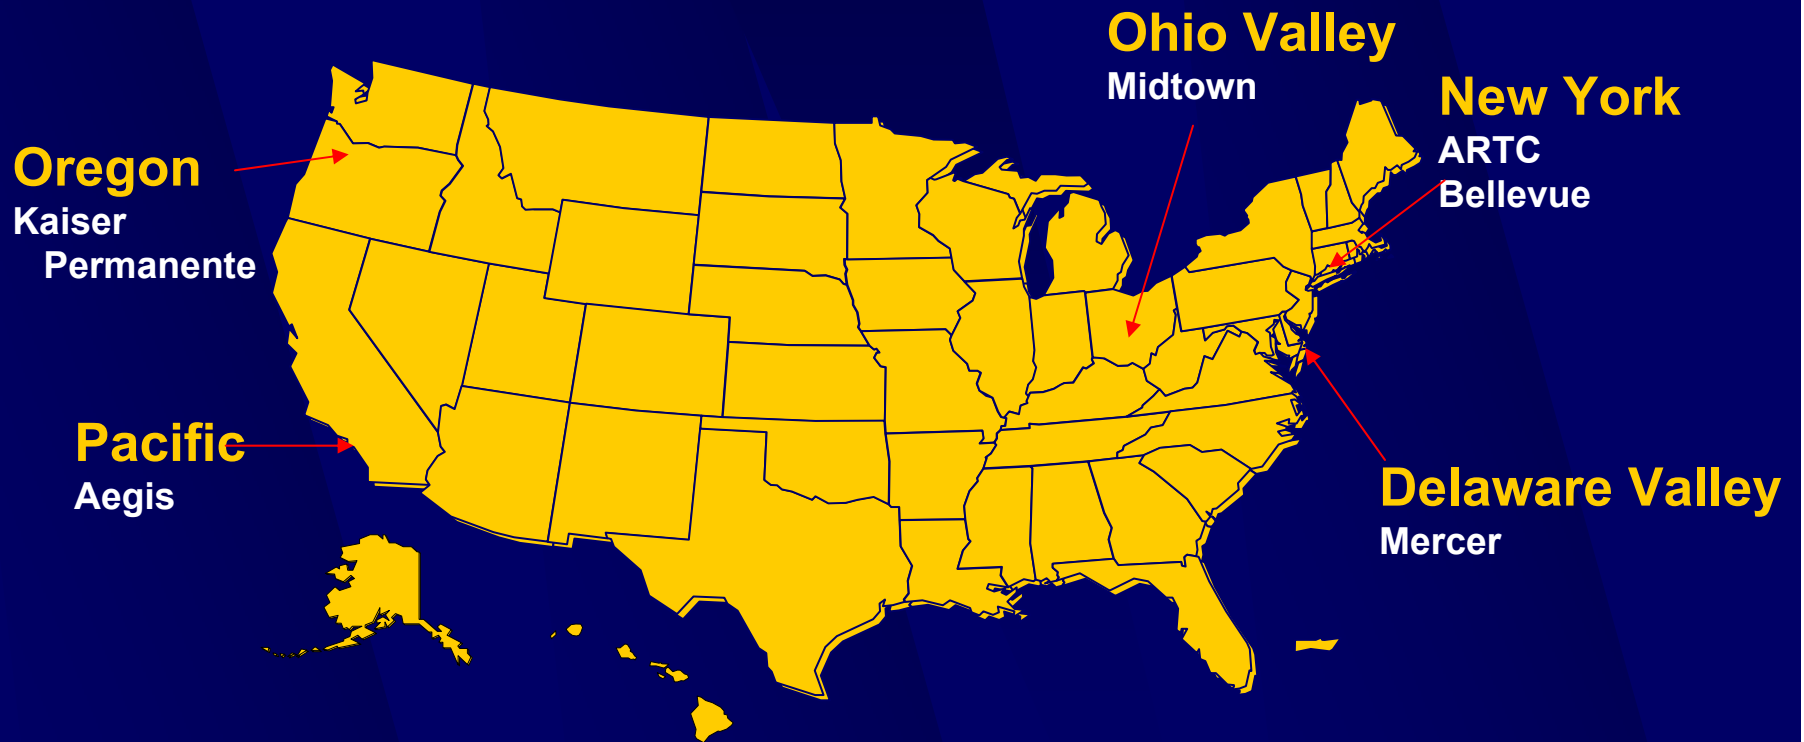 Ohio Valley
Midtown
New York
ARTC
Bellevue
Oregon
Kaiser
Permanente
Pacific
Aegis
Delaware Valley
Mercer